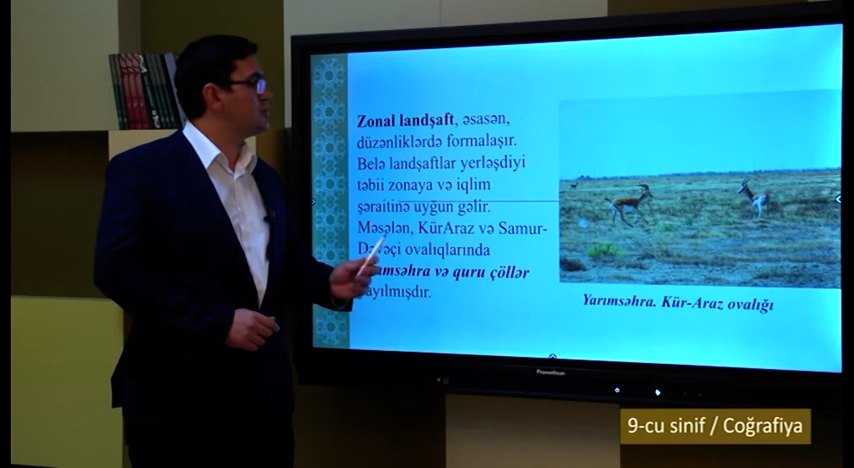 Zonal landşaft, əsasən,
düzənliklərdə formalaşır.
Belə landşaftlar yerləşdiyi
təbii zonaya və iqlim
şəraitinə uyğun gəlir.
Məsələn, KürAraz və Samur-
Dəvəçi ovalıqlarında
və quru çöllər
yayılmışdır.
Yarımsəhra. Kür-Araz ovalığı
Promethean
9-cu sinif / Coğrafiya